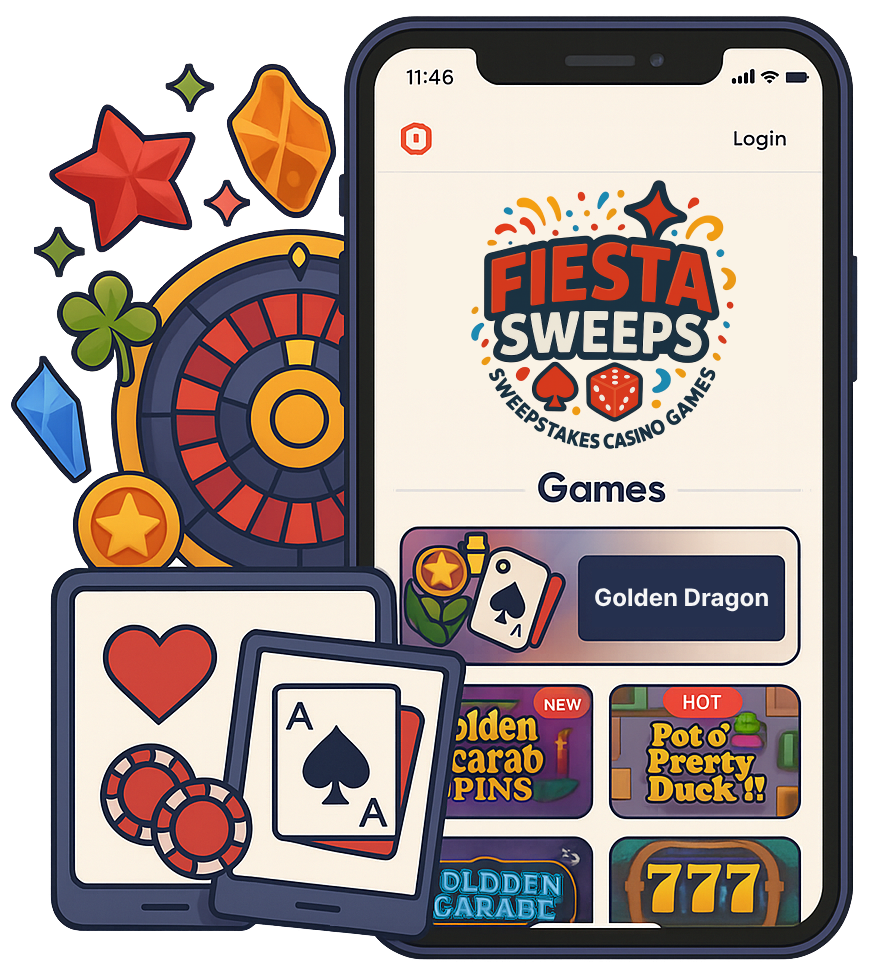 11:46
Login
FIESTA
SWEEPS
SWEEPSTAKES CASINO GAMES
Games
Golden Dragon
NEW
olden
carab
PINS
HOT
Pot o'
Prerty
Duck !!
A
A
OLDDEN
GARABE
777